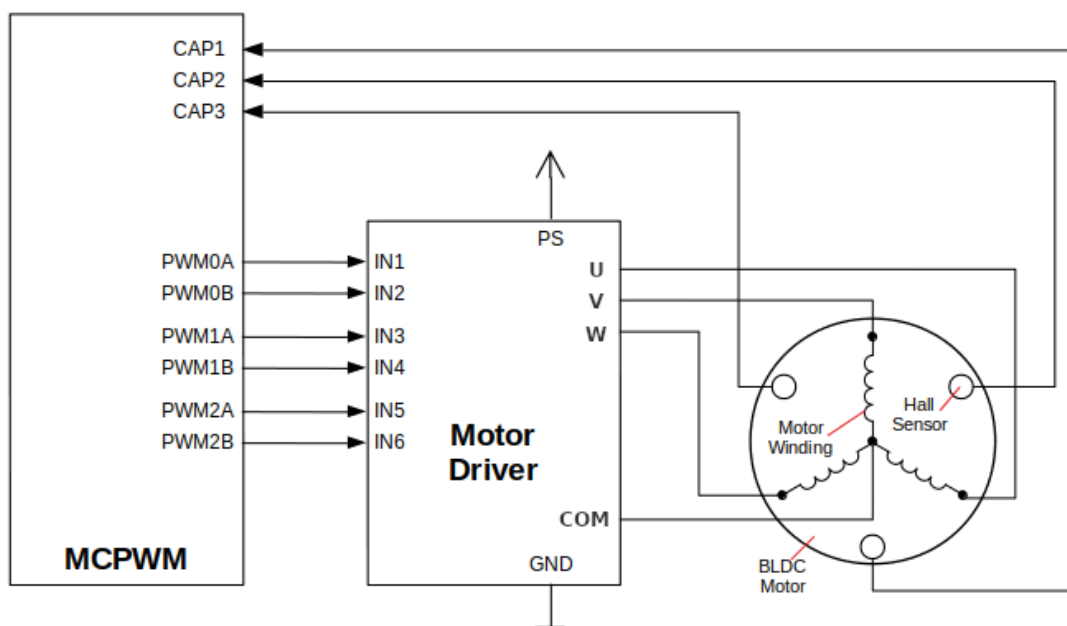 CAP1
CAP2
CAP3
PS
PWM0A
IN1
U
PWM0B
IN2
V
PWM1A
IN3
W
PWM1B
IN4
PWM2A
IN5
PWM2B
IN6
Motor
Driver
Motor
Winding
Hall
Sensor
COM
MCPWM
GND
BLDC
Motor